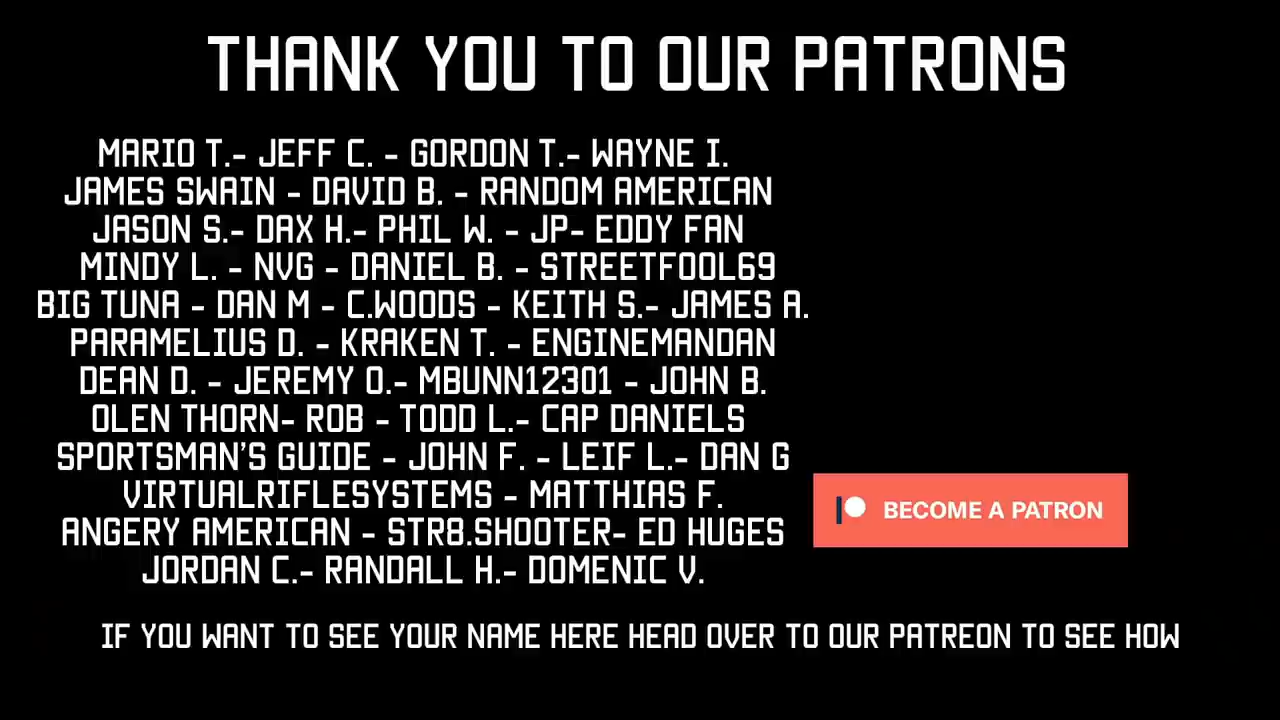 THANK YOU TO OUR PATRONS
MARIO T.- JEFF C. - GORDON T.- WAYNE I.
JAMES SWAIN - DAVID B. - RANDOM AMERICAN
JASON S.- DAX H.- PHIL W. - JP- EDDY FAN
MINDY L. - NVG - DANIEL B. - STREETFOOL69
BIG TUNA - DAN M - C.WOODS - KEITH S.- JAMES A.
PARAMELIUS D. - KRAKEN T. - ENGINEMANDAN
DEAN D. - JEREMY O.- MBUNN12301 - JOHN B.
OLEN THORN- ROB - TODD L.- CAP DANIELS
SPORTSMAN'S GUIDE - JOHN F. - LEIF L.- DAN G
VIRTUALRIFLESYSTEMS - MATTHIAS F.
ANGERY AMERICAN - STR8.SHOOTER- ED HUGES
JORDAN C.- RANDALL H.- DOMENIC V.
BECOME A PATRON
IF YOU WANT TO SEE YOUR NAME HERE HEAD OVER TO OUR PATREON TO SEE HOW